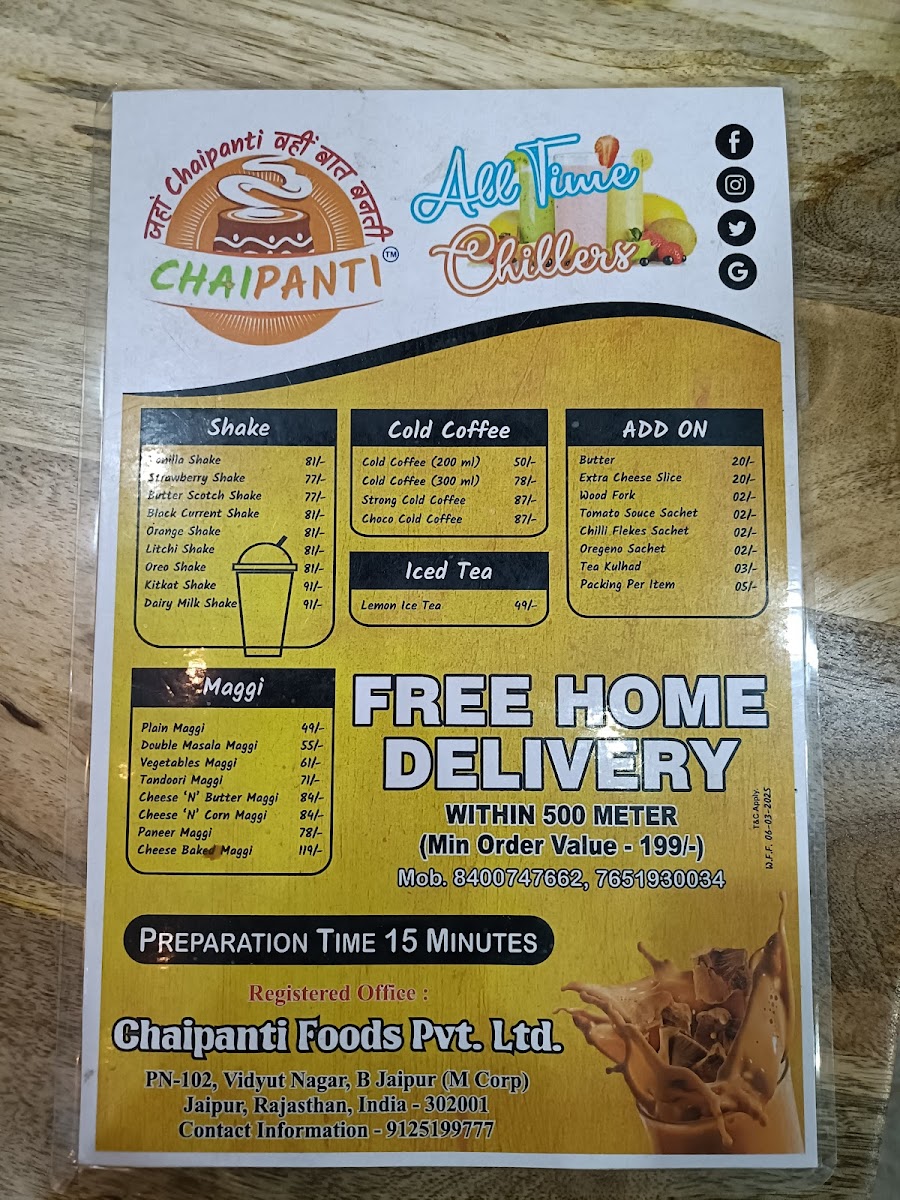 जहां Chaipanti वहीं बात बनती
CHAIPANTI™
All Time
Chillers
Shake
Vanilla Shake 81/-
Strawberry Shake 77/-
Butter Scotch Shake 77/-
Black Current Shake 81/-
Orange Shake 81/-
Litchi Shake 81/-
Oreo Shake 81/-
Kitkat Shake 91/-
Dairy Milk Shake 91/-
Cold Coffee
Cold Coffee (200 ml) 50/-
Cold Coffee (300 ml) 78/-
Strong Cold Coffee 87/-
Choco Cold Coffee 87/-
Iced Tea
Lemon Ice Tea 49/-
ADD ON
Butter 20/-
Extra Cheese Slice 20/-
Wood Fork 02/-
Tomato Souce Sachet 02/-
Chilli Flekes Sachet 02/-
Oregeno Sachet 02/-
Tea Kulhad 03/-
Packing Per Item 05/-
Maggi
Plain Maggi 49/-
Double Masala Maggi 55/-
Vegetables Maggi 61/-
Tandoori Maggi 71/-
Cheese ‘N’ Butter Maggi 84/-
Cheese ‘N’ Corn Maggi 84/-
Paneer Maggi 78/-
Cheese Baked Maggi 119/-
FREE HOME
DELIVERY
WITHIN 500 METER
(Min Order Value - 199/-)
Mob. 8400747662, 7651930034
T&C Apply.
W.F.F. 06-03-2025
PREPARATION TIME 15 MINUTES
Registered Office :
Chaipanti Foods Pvt. Ltd.
PN-102, Vidyut Nagar, B Jaipur (M Corp)
Jaipur, Rajasthan, India - 302001
Contact Information - 9125199777